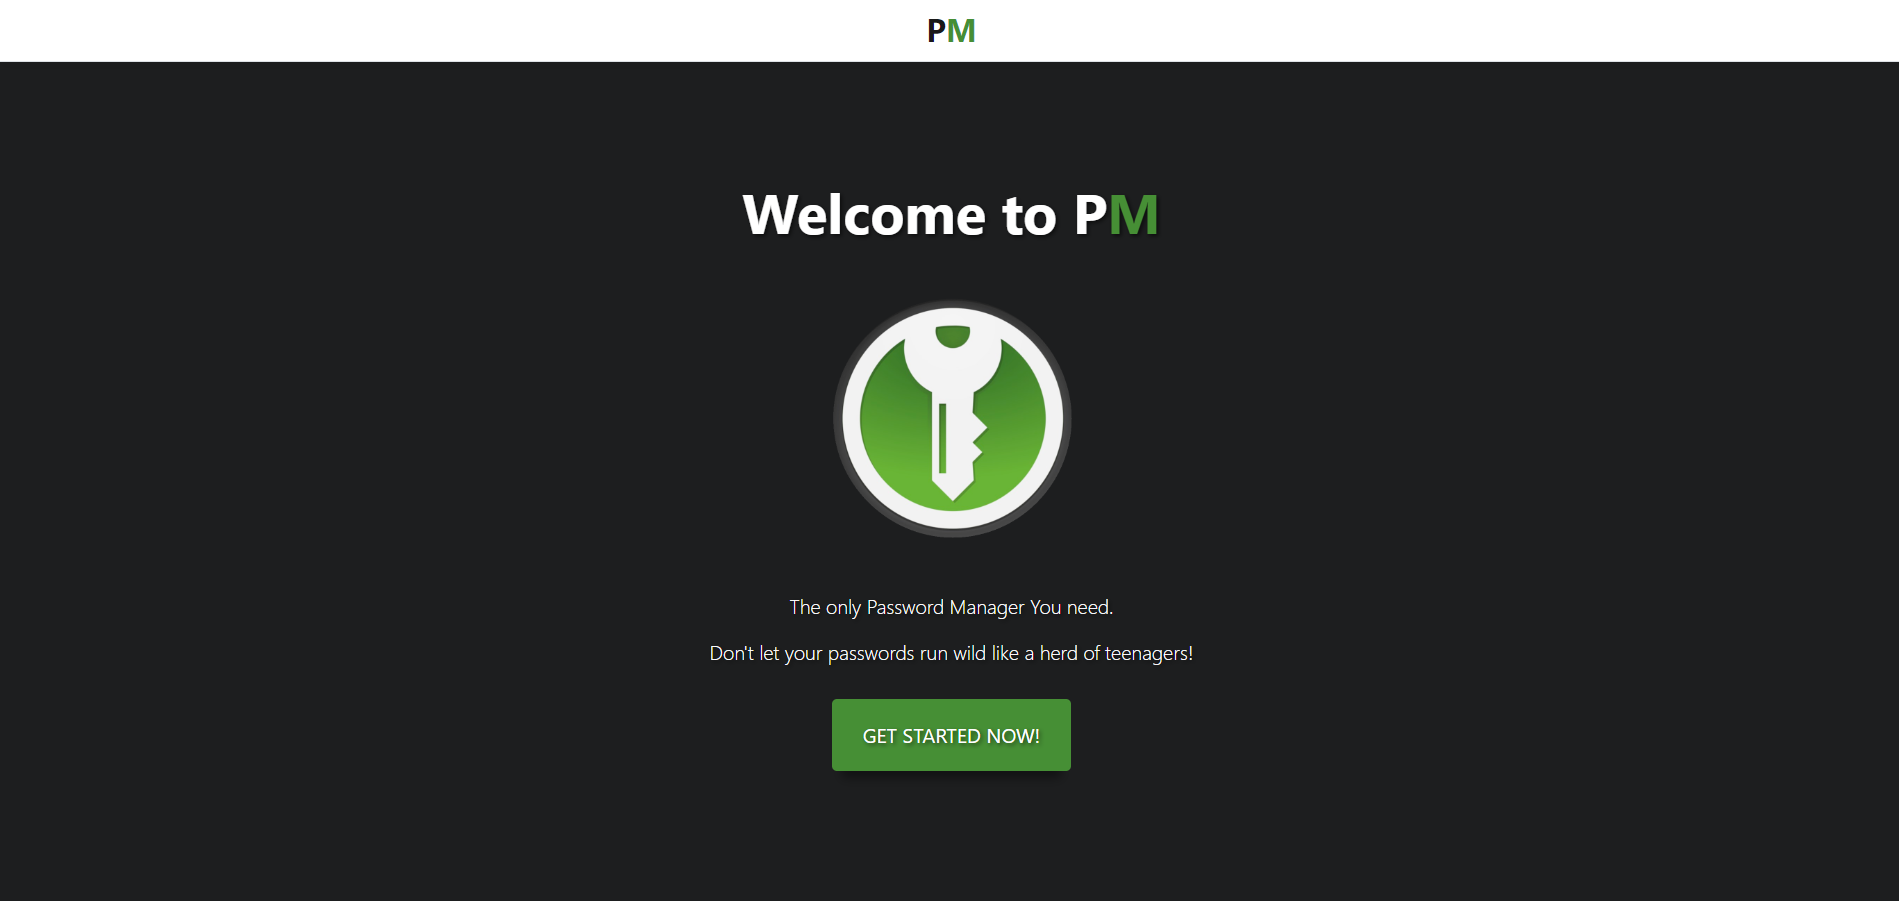 PM
Welcome to PM
The only Password Manager You need.
Don't let your passwords run wild like a herd of teenagers!
GET STARTED NOW!